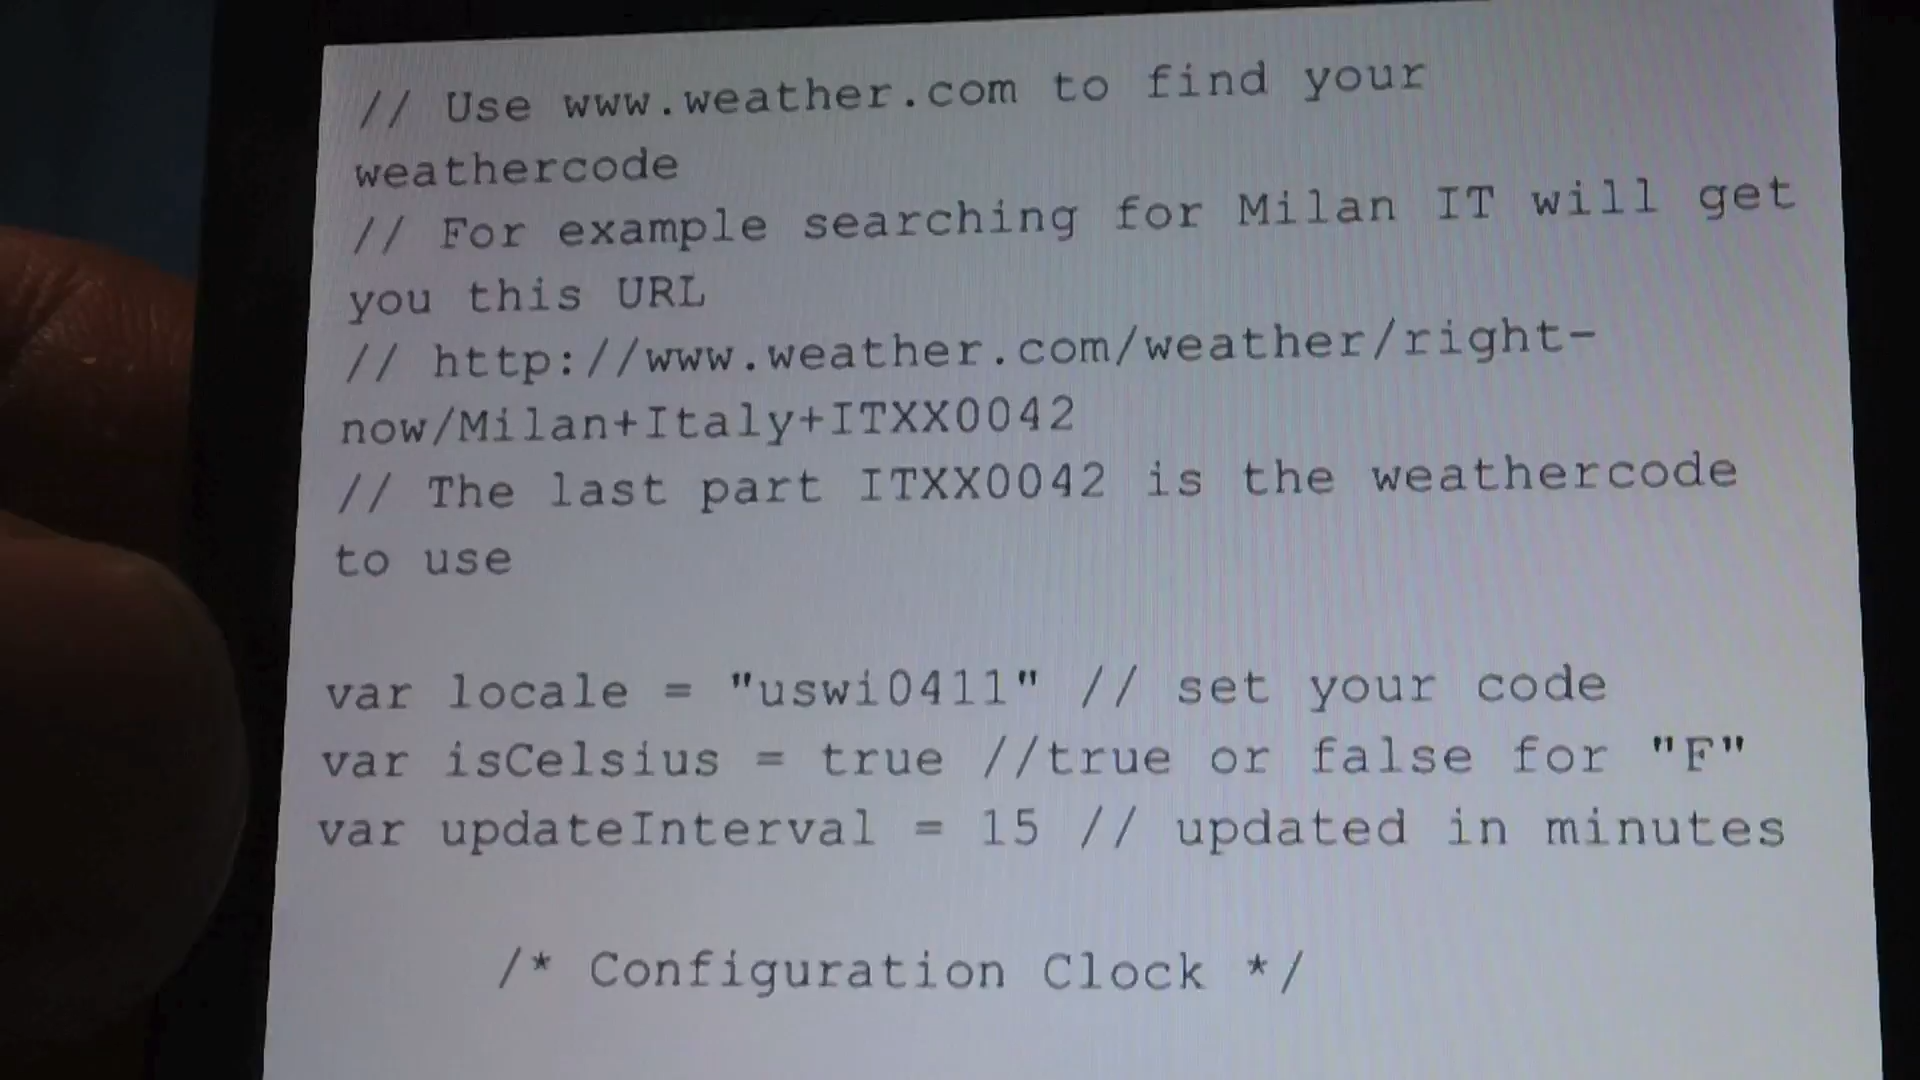 // Use www.weather.com to find your
weathercode
// For example searching for Milan IT will get
you this URL
// http://www.weather.com/weather/right-
now/Milan+Italy+ITXX0042
// The last part ITXX0042 is the weathercode
to use
var locale = "uswi0411" // set your code
var isCelsius = true //true or false for "F"
var updateInterval = 15 // updated in minutes
/* Configuration Clock */